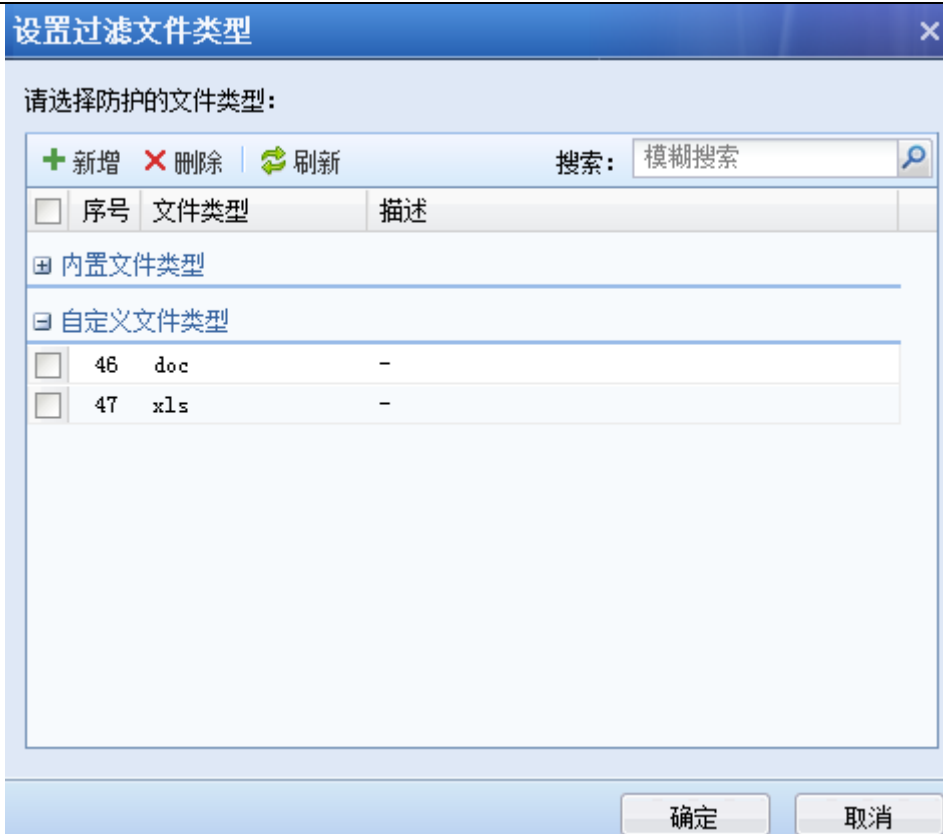 设置过滤文件类型
请选择防护的文件类型：
新增 删除 刷新 搜索： 模糊搜索
序号 文件类型 描述
内置文件类型
自定义文件类型
46 doc -
47 xls -
确定 取消